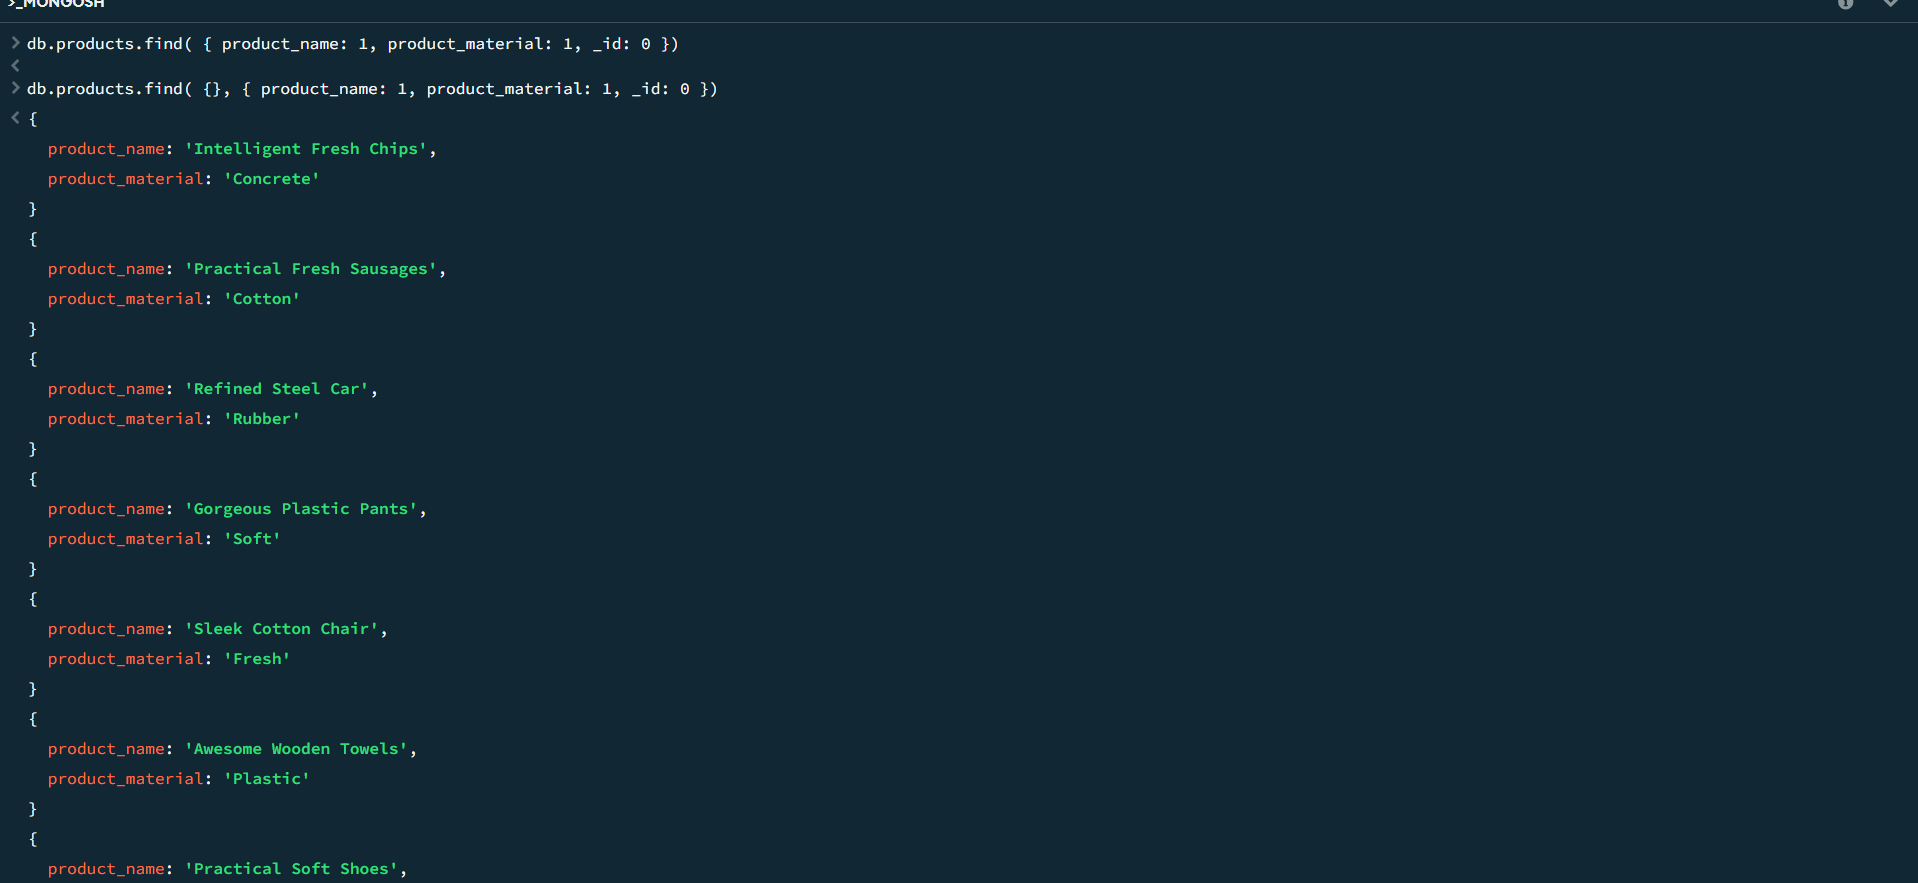 >_MONGOSH
> db.products.find( { product_name: 1, product_material: 1, _id: 0 })
<
> db.products.find( {}, { product_name: 1, product_material: 1, _id: 0 })
< {
product_name: 'Intelligent Fresh Chips',
product_material: 'Concrete'
}
{
product_name: 'Practical Fresh Sausages',
product_material: 'Cotton'
}
{
product_name: 'Refined Steel Car',
product_material: 'Rubber'
}
{
product_name: 'Gorgeous Plastic Pants',
product_material: 'Soft'
}
{
product_name: 'Sleek Cotton Chair',
product_material: 'Fresh'
}
{
product_name: 'Awesome Wooden Towels',
product_material: 'Plastic'
}
{
product_name: 'Practical Soft Shoes',